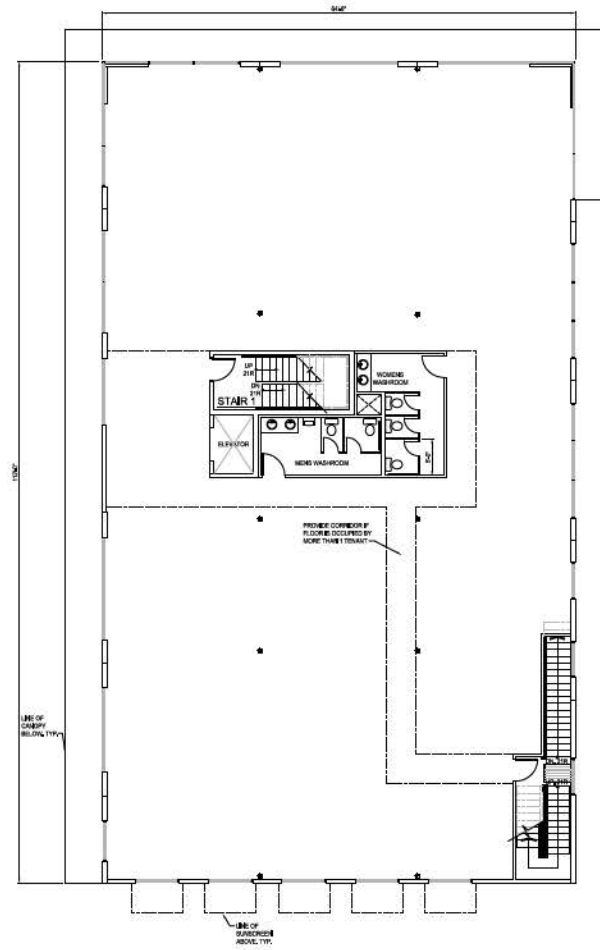 UP
21R
DN
21R
STAIR 1
WOMENS
WASHROOM
ELEVATOR
MENS WASHROOM
PROVIDE CORRIDOR IF
FLOOR IS OCCUPIED BY
MORE THAN 1 TENANT
LINE OF
CANOPY
BELOW, TYP.
LINE OF
SUNSCREEN
ABOVE, TYP.